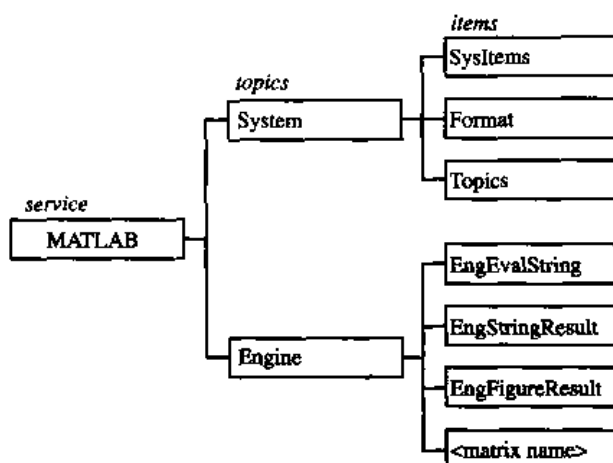 items
SysItems
topics
System
Format
Topics
service
MATLAB
EngEvalString
EngStringResult
Engine
EngFigureResult
<matrix name>